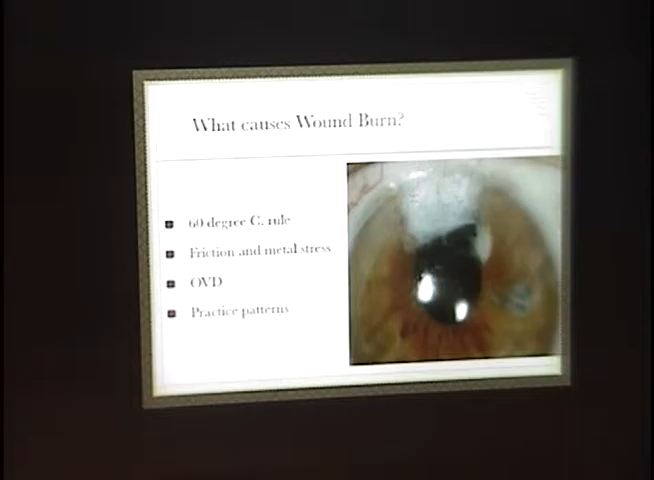 What causes Wound Burn?
60 degree C. rule
Friction and metal stress
OVD
Practice patterns